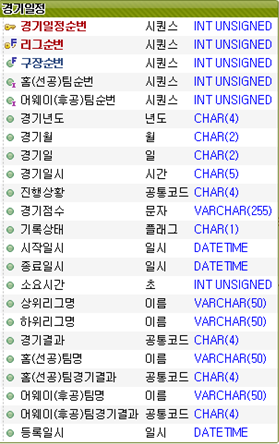 경기일정
경기일정순번 시퀀스 INT UNSIGNED
리그순번 시퀀스 INT UNSIGNED
구장순번 시퀀스 INT UNSIGNED
홈(선공)팀순번 시퀀스 INT UNSIGNED
어웨이(후공)팀순번 시퀀스 INT UNSIGNED
경기년도 년도 CHAR(4)
경기월 월 CHAR(2)
경기일 일 CHAR(2)
경기일시 시간 CHAR(5)
진행상황 공통코드 CHAR(4)
경기점수 문자 VARCHAR(255)
기록상태 플래그 CHAR(1)
시작일시 일시 DATETIME
종료일시 일시 DATETIME
소요시간 초 INT UNSIGNED
상위리그명 이름 VARCHAR(50)
하위리그명 이름 VARCHAR(50)
경기결과 공통코드 CHAR(4)
홈(선공)팀명 이름 VARCHAR(50)
홈(선공)팀경기결과 공통코드 CHAR(4)
어웨이(후공)팀명 이름 VARCHAR(50)
어웨이(후공)팀경기결과 공통코드 CHAR(4)
등록일시 일시 DATETIME